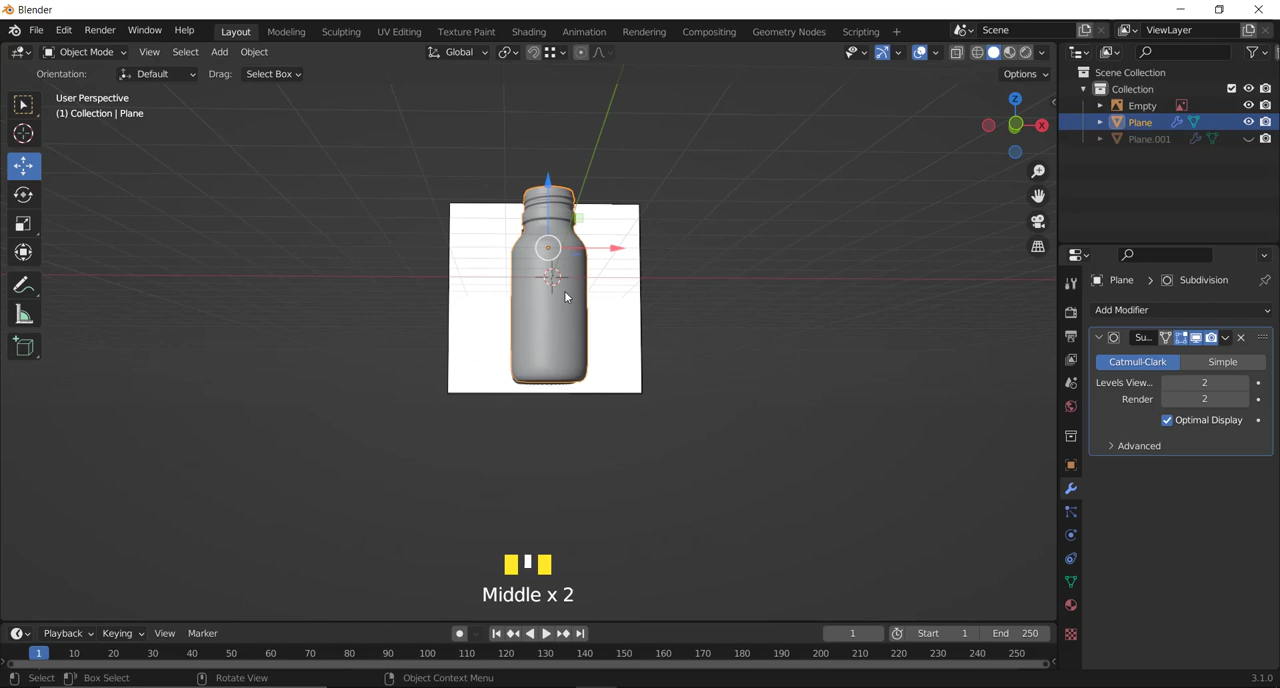 Blender
File Edit Render Window Help Layout Modeling Sculpting UV Editing Texture Paint Shading Animation Rendering Compositing Geometry Nodes Scripting + Scene ViewLayer
Object Mode View Select Add Object Global
Orientation: Default Drag: Select Box Options
User Perspective
(1) Collection | Plane
Z
X
Scene Collection
Collection
Empty
Plane
Plane.001
Plane > Subdivision
Add Modifier
Su...
Catmull-Clark Simple
Levels View... 2
Render 2
Optimal Display
Advanced
Middle x 2
Playback Keying View Marker 1 Start 1 End 250
1 10 20 30 40 50 60 70 80 90 100 110 120 130 140 150 160 170 180 190 200 210 220 230 240 250
Select Box Select Rotate View Object Context Menu 3.1.0